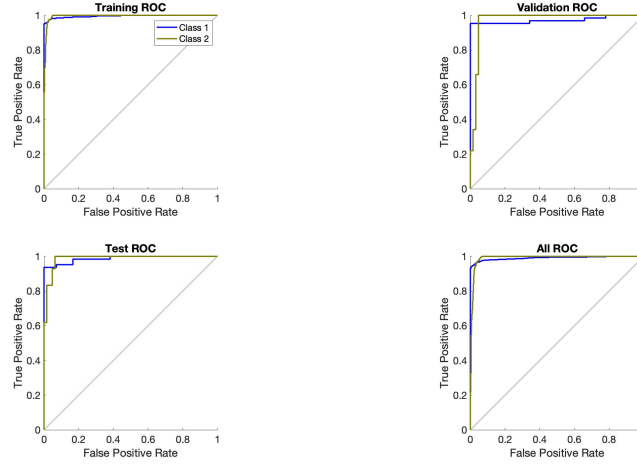 Training ROC
1
0.8
0.6
0.4
0.2
0
True Positive Rate
Class 1
Class 2
0 0.2 0.4 0.6 0.8 1
False Positive Rate
Validation ROC
1
0.8
0.6
0.4
0.2
0
True Positive Rate
0 0.2 0.4 0.6 0.8
False Positive Rate
Test ROC
1
0.8
0.6
0.4
0.2
0
True Positive Rate
0 0.2 0.4 0.6 0.8 1
False Positive Rate
All ROC
1
0.8
0.6
0.4
0.2
0
True Positive Rate
0 0.2 0.4 0.6 0.8
False Positive Rate